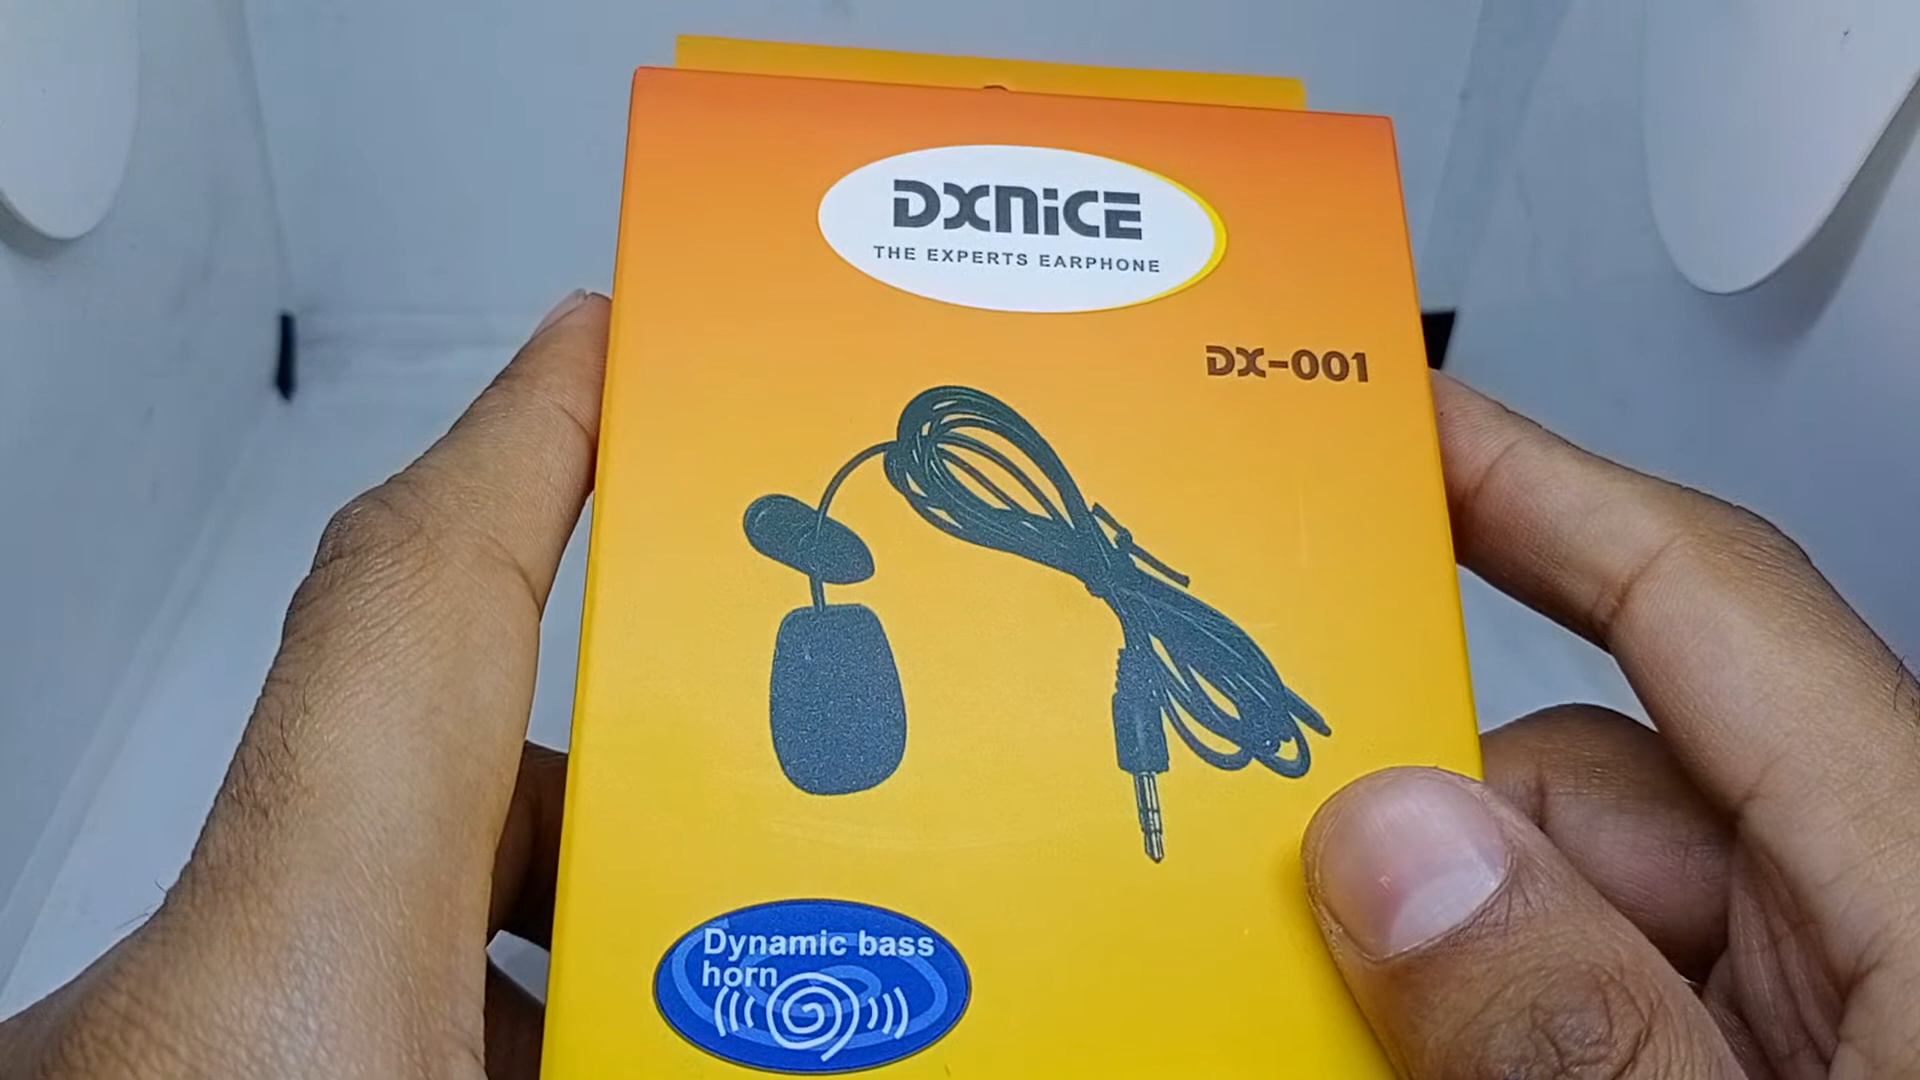 DXNICE
THE EXPERTS EARPHONE
DX-001
Dynamic bass
horn